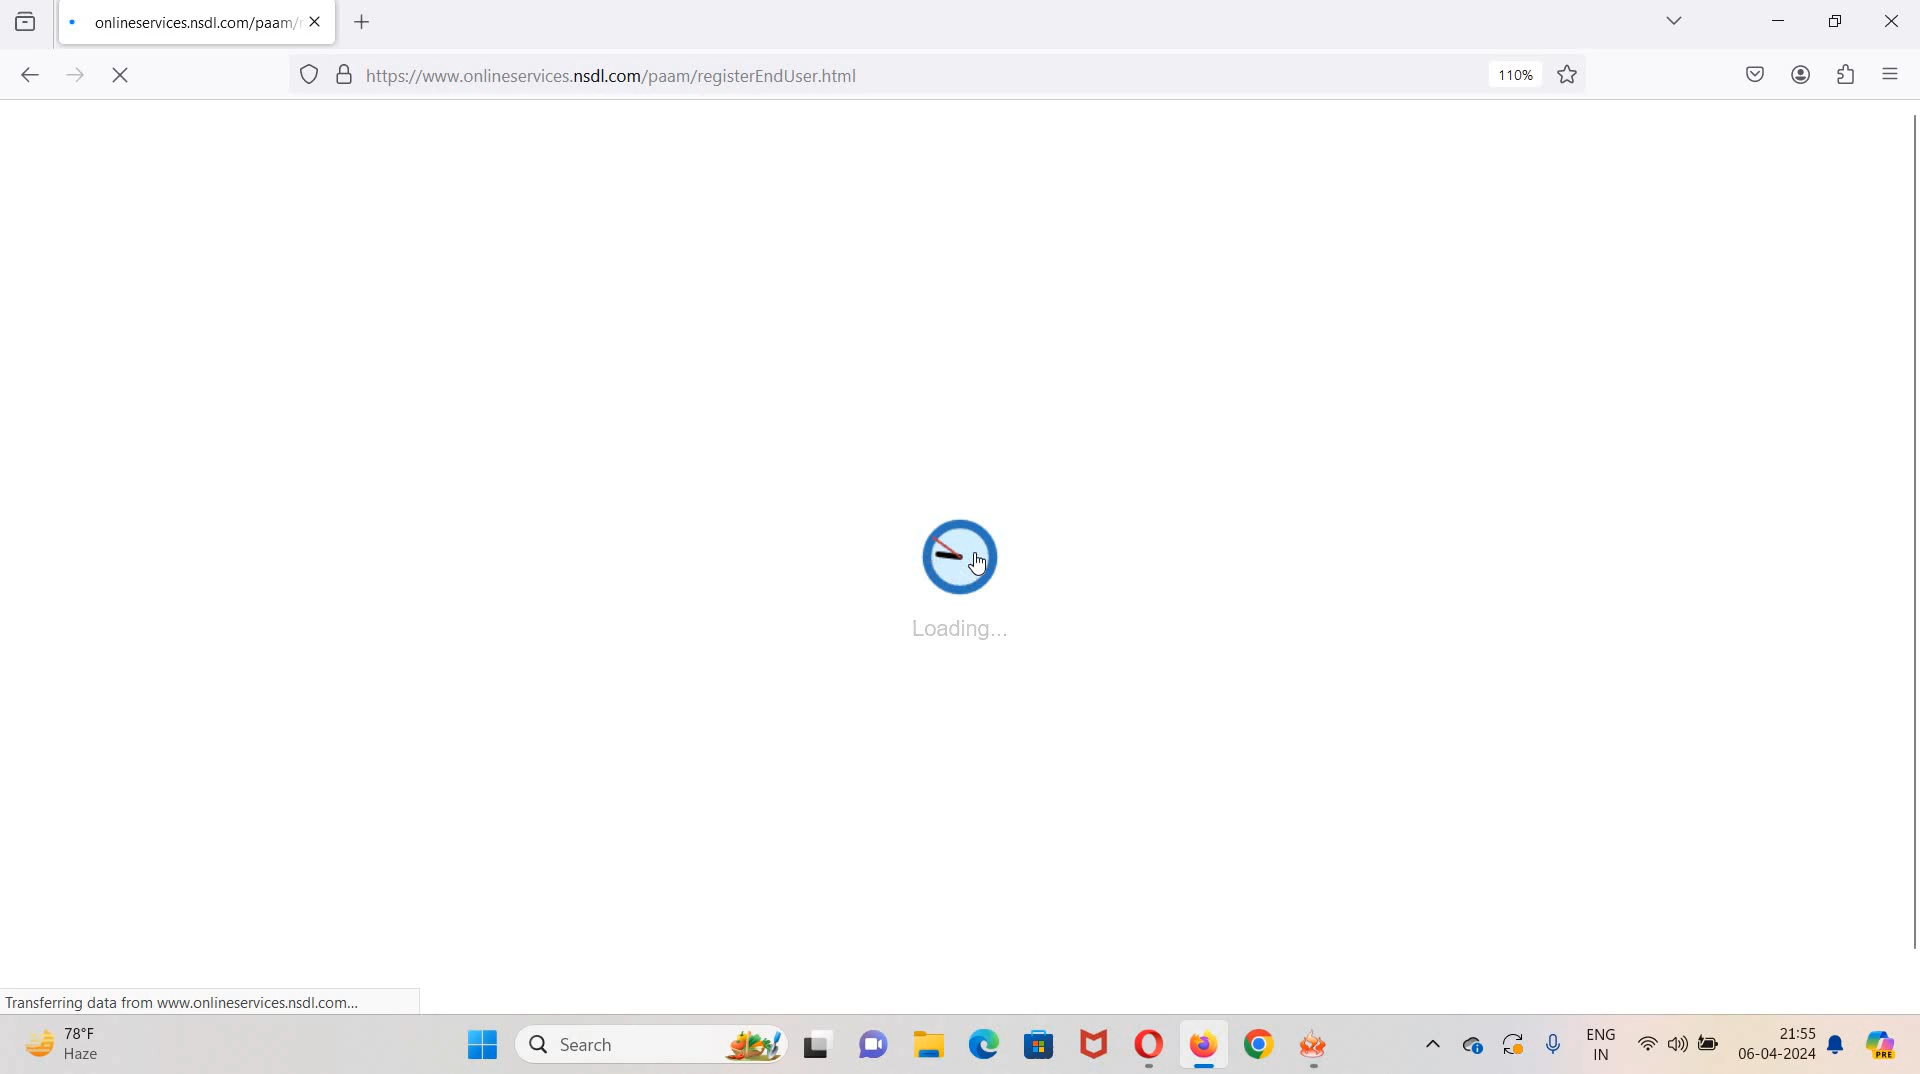 onlineservices.nsdl.com/paam/
https://www.onlineservices.nsdl.com/paam/registerEndUser.html
110%
Loading...
Transferring data from www.onlineservices.nsdl.com...
78°F
Haze
Search
ENG
IN
21:55
06-04-2024
PRE